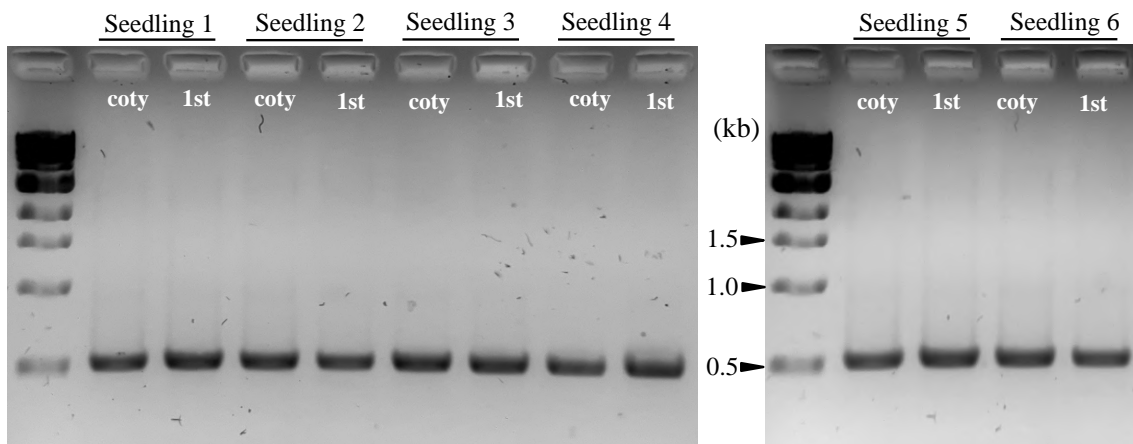 Seedling 1 Seedling 2 Seedling 3 Seedling 4 Seedling 5 Seedling 6
coty 1st coty 1st coty 1st coty 1st coty 1st coty 1st
(kb)
1.5
1.0
0.5